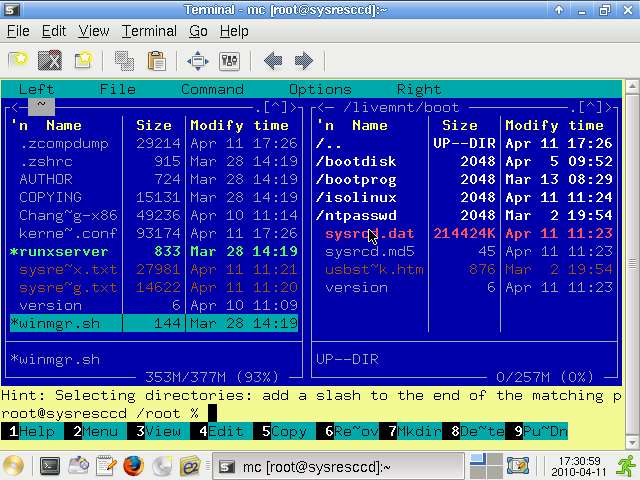 Terminal - mc [root@sysresccd]:~
File Edit View Terminal Go Help
Left File Command Options Right
<─ ~ .[^]> <─ /livemnt/boot .[^]>
'n Name Size Modify time 'n Name Size Modify time
.zcompdump 29214 Apr 11 17:26 /.. UP--DIR Apr 11 17:26
.zshrc 915 Mar 28 14:19 /bootdisk 2048 Apr 5 09:52
AUTHOR 724 Mar 28 14:19 /bootprog 2048 Mar 13 08:29
COPYING 15131 Mar 28 14:19 /isolinux 2048 Apr 11 17:24
Chang~g-x86 49236 Apr 10 11:14 /ntpasswd 2048 Mar 2 19:54
kerne~.conf 93174 Apr 11 17:26 sysrcd.dat 214424K Apr 11 11:23
*runxserver 833 Mar 28 14:19 sysrcd.md5 45 Apr 11 11:23
sysre~x.txt 27981 Apr 11 11:21 usbst~k.htm 876 Mar 2 19:54
sysre~g.txt 14622 Apr 11 11:20 version 6 Apr 11 11:23
version 6 Apr 10 11:09
*winmgr.sh 144 Mar 28 14:19
*winmgr.sh UP--DIR
353M/377M (93%) 0/257M (0%)
Hint: Selecting directories: add a slash to the end of the matching p
root@sysresccd /root %
1Help 2Menu 3View 4Edit 5Copy 6Re~ov 7Mkdir 8De~te 9Pu~Dn
mc [root@sysresccd]:~ 17:30:59
2010-04-11